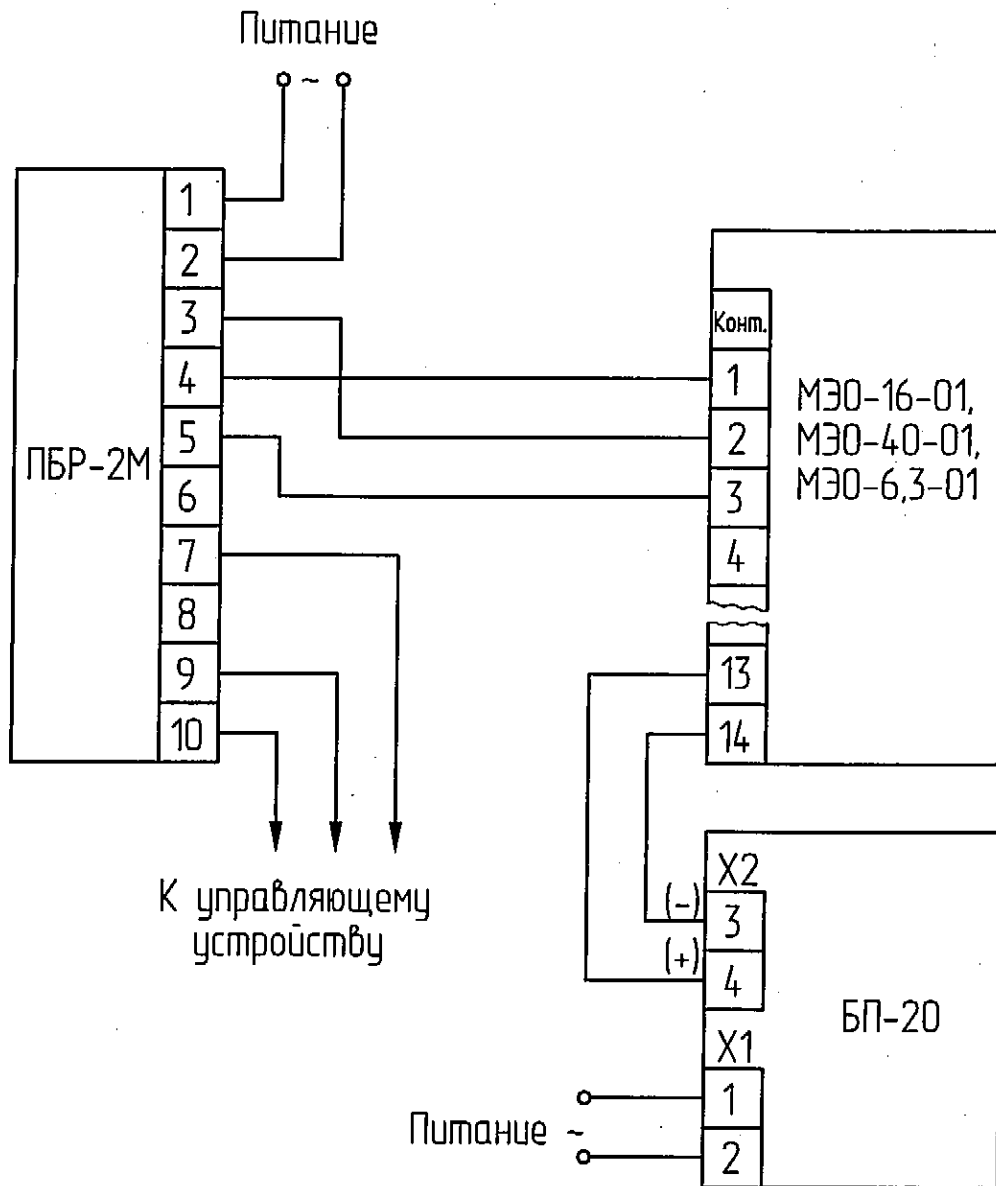 Питание
~
ПБР-2М
1
2
3
4
5
6
7
8
9
10
К управляющему
устройству
Конт.
1
2
3
4
13
14
МЭО-16-01,
МЭО-40-01,
МЭО-6,3-01
X2
(-) 3
(+) 4
БП-20
X1
1
2
Питание ~